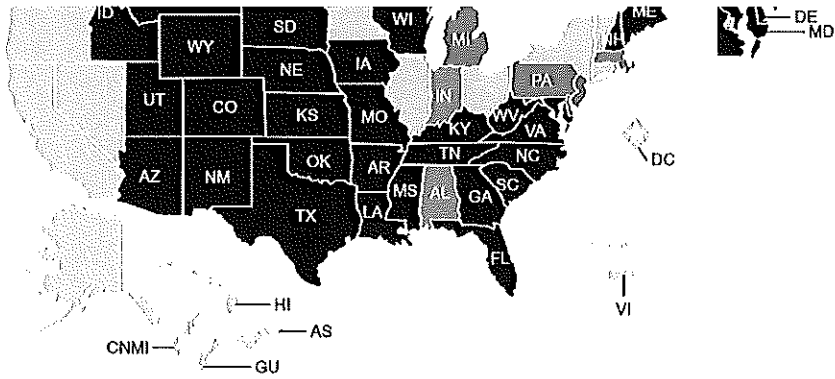 ID
SD
WI
ME
DE
MD
WY
MI
NH
NE
IA
PA
UT
CO
IN
KS
MO
WV
VA
KY
DC
AZ
NM
OK
AR
TN
NC
MS
AL
GA
SC
TX
LA
FL
HI
VI
AS
CNMI
GU